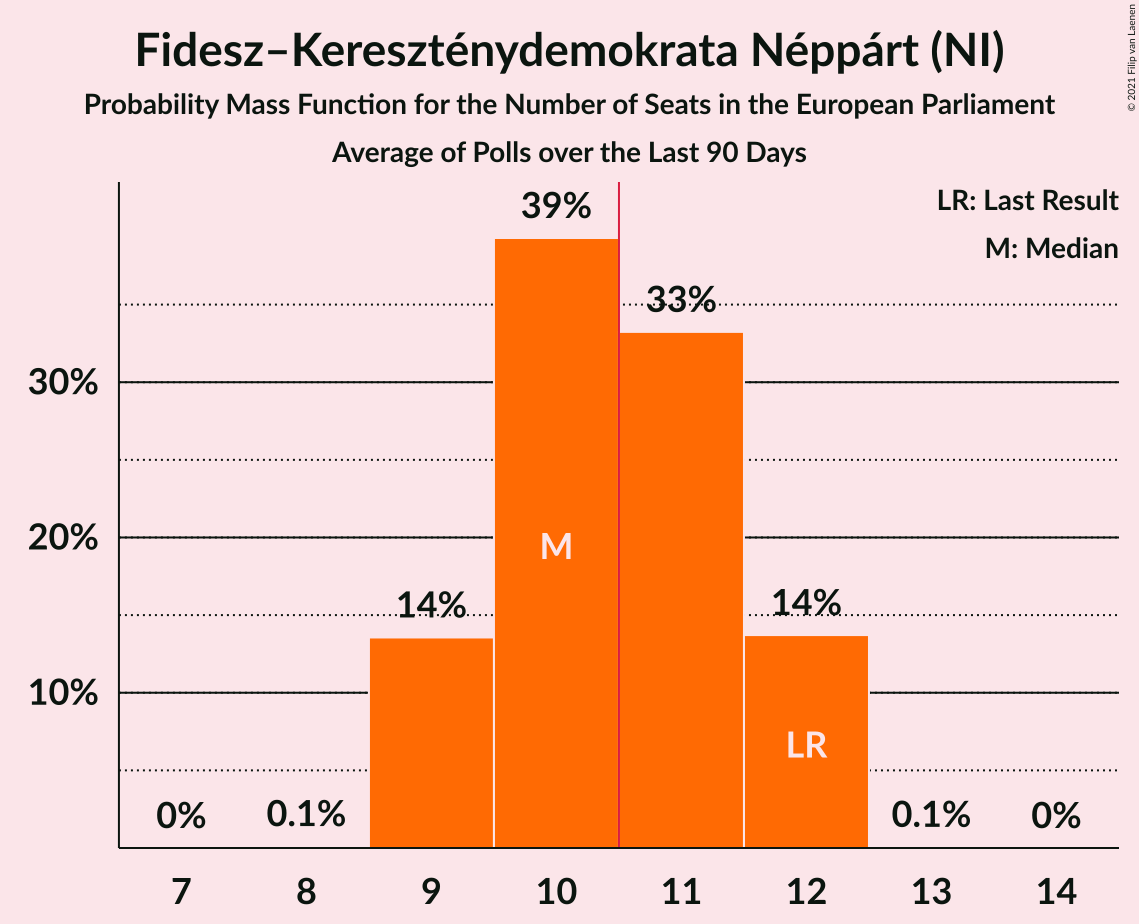 Fidesz–Kereszténydemokrata Néppárt (NI)
Probability Mass Function for the Number of Seats in the European Parliament
Average of Polls over the Last 90 Days
© 2021 Filip van Laenen
LR: Last Result
M: Median
39%
33%
30%
20%
M
14%
14%
10%
LR
0%
0.1%
0.1%
0%
7
8
9
10
11
12
13
14